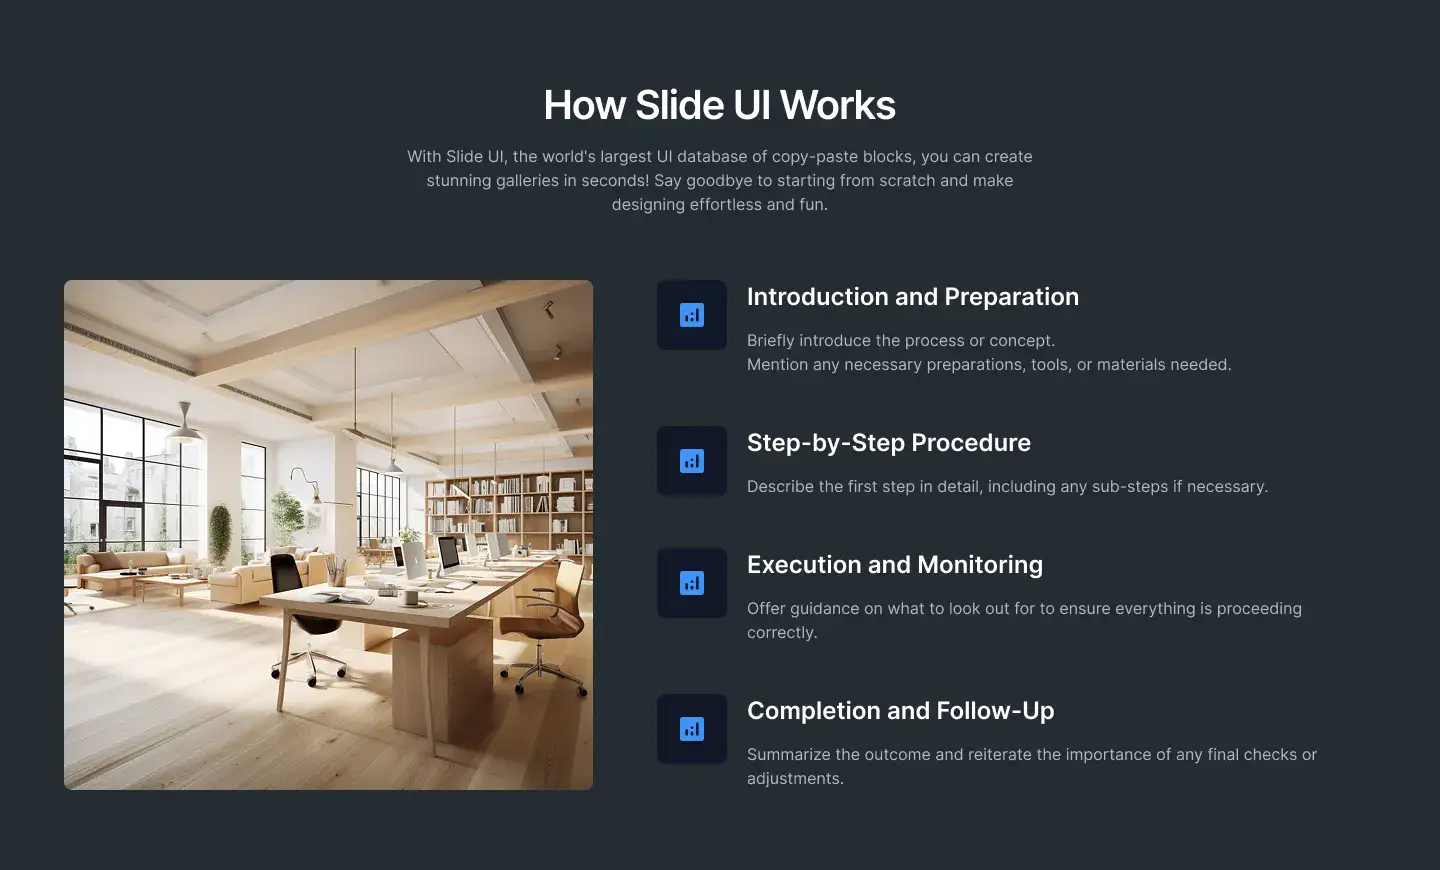 How Slide UI Works
With Slide UI, the world's largest UI database of copy-paste blocks, you can create
stunning galleries in seconds! Say goodbye to starting from scratch and make
designing effortless and fun.
Introduction and Preparation
Briefly introduce the process or concept.
Mention any necessary preparations, tools, or materials needed.
Step-by-Step Procedure
Describe the first step in detail, including any sub-steps if necessary.
Execution and Monitoring
Offer guidance on what to look out for to ensure everything is proceeding
correctly.
Completion and Follow-Up
Summarize the outcome and reiterate the importance of any final checks or
adjustments.